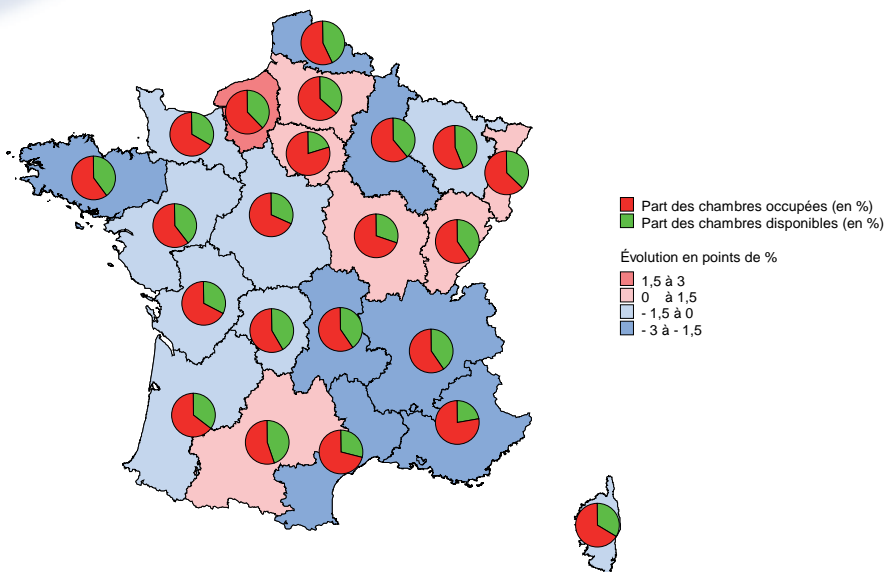 Part des chambres occupées (en %)
Part des chambres disponibles (en %)
Évolution en points de %
1,5 à 3
0 à 1,5
- 1,5 à 0
- 3 à - 1,5